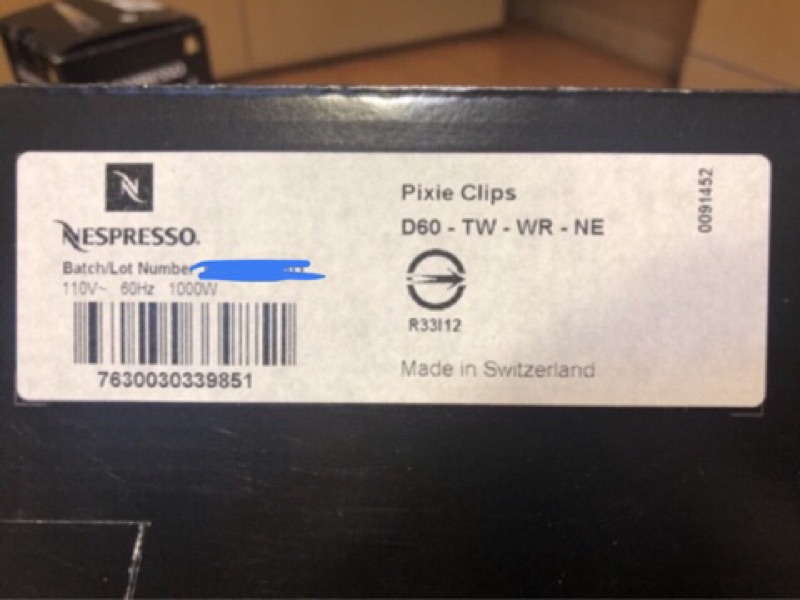 NESPRESSO.
Batch/Lot Number
110V~ 60Hz 1000W
7630030339851
Pixie Clips
D60 - TW - WR - NE
R33I12
Made in Switzerland
0091452